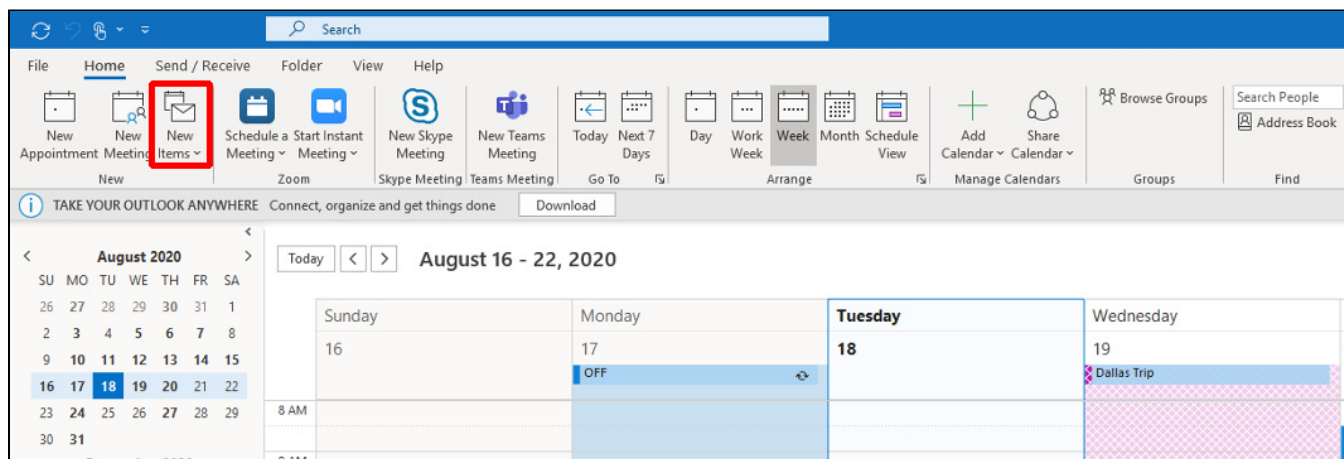 Search
File Home Send / Receive Folder View Help
New Appointment
New Meeting
New Items
Schedule a Meeting
Start Instant Meeting
New Skype Meeting
New Teams Meeting
Today
Next 7 Days
Day
Work Week
Week
Month
Schedule View
Add Calendar
Share Calendar
Browse Groups
Search People
Address Book
New
Zoom
Skype Meeting
Teams Meeting
Go To
Arrange
Manage Calendars
Groups
Find
TAKE YOUR OUTLOOK ANYWHERE Connect, organize and get things done Download
August 2020
SU MO TU WE TH FR SA
26 27 28 29 30 31 1
2 3 4 5 6 7 8
9 10 11 12 13 14 15
16 17 18 19 20 21 22
23 24 25 26 27 28 29
30 31
Today August 16 - 22, 2020
Sunday Monday Tuesday Wednesday
16 17 18 19
OFF Dallas Trip
8 AM